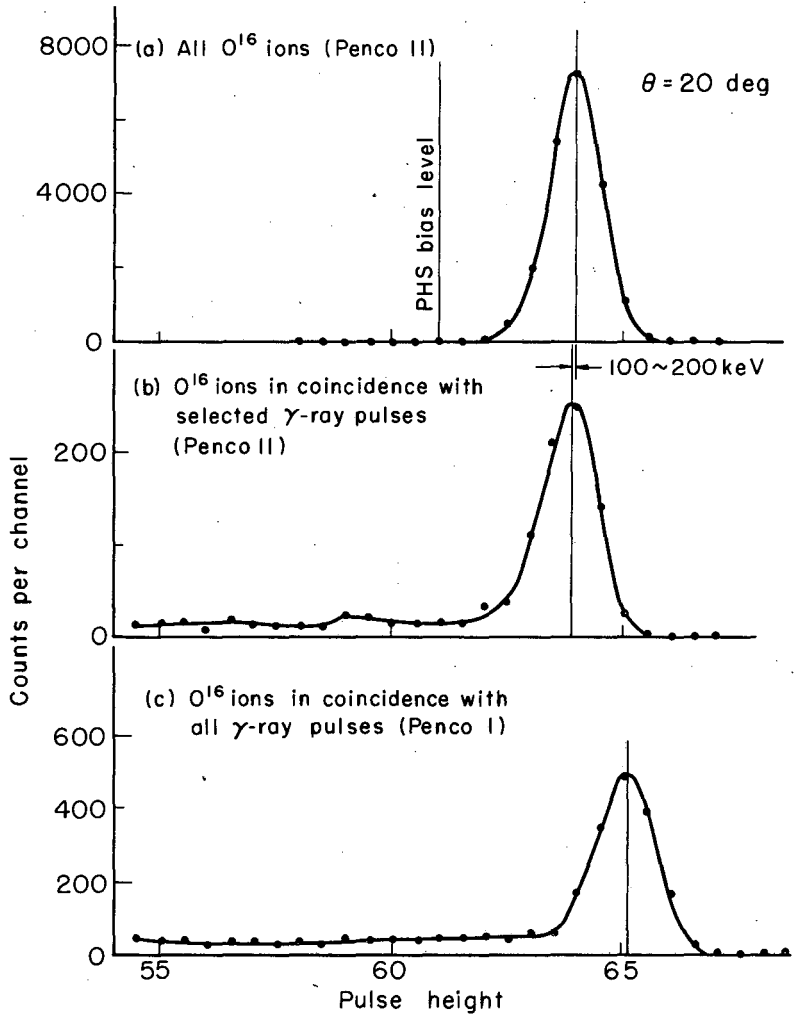 8000
(a) All O¹⁶ ions (Penco II)
θ = 20 deg
PHS bias level
4000
0
100~200 keV
(b) O¹⁶ ions in coincidence with
selected γ-ray pulses
(Penco II)
200
0
Counts per channel
(c) O¹⁶ ions in coincidence with
all γ-ray pulses (Penco I)
600
400
200
0
55 60 65
Pulse height